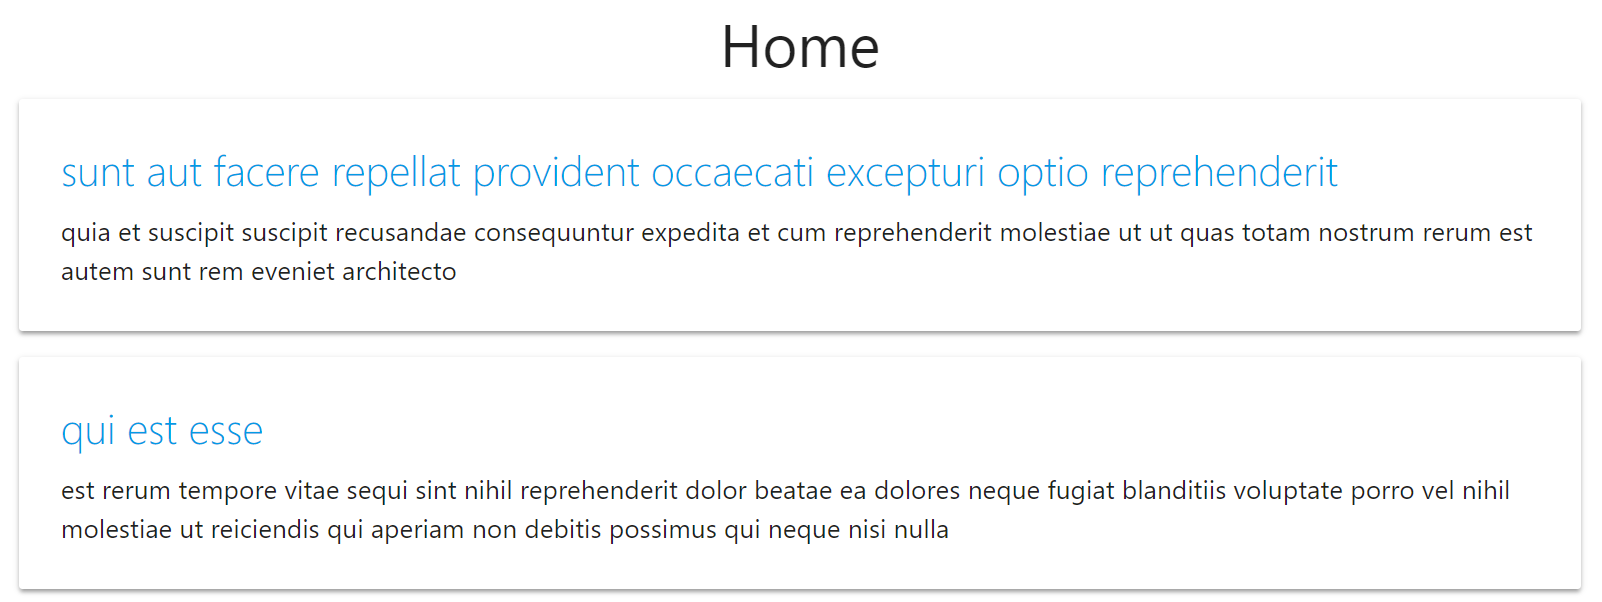 Home
sunt aut facere repellat provident occaecati excepturi optio reprehenderit
quia et suscipit suscipit recusandae consequuntur expedita et cum reprehenderit molestiae ut ut quas totam nostrum rerum est
autem sunt rem eveniet architecto
qui est esse
est rerum tempore vitae sequi sint nihil reprehenderit dolor beatae ea dolores neque fugiat blanditiis voluptate porro vel nihil
molestiae ut reiciendis qui aperiam non debitis possimus qui neque nisi nulla